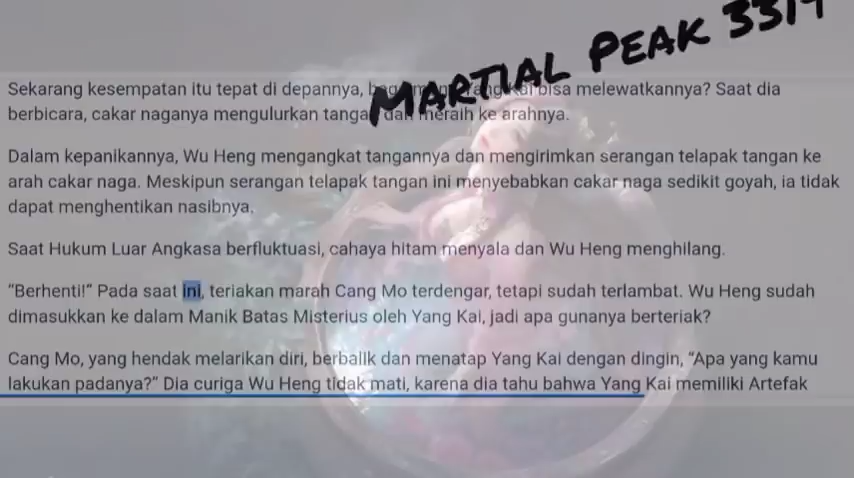 MARTIAL PEAK
Sekarang kesempatan itu tepat di depannya, Yang Kai bisa melewatkannya? Saat dia
berbicara, cakar naganya mengulurkan dan meraih ke arahnya.
Dalam kepanikannya, Wu Heng mengangkat tangannya dan mengirimkan serangan telapak tangan ke
arah cakar naga. Meskipun serangan telapak tangan ini menyebabkan cakar naga sedikit goyah, ia tidak
dapat menghentikan nasibnya.
Saat Hukum Luar Angkasa berfluktuasi, cahaya hitam menyala dan Wu Heng menghilang.
“Berhenti!” Pada saat ini, teriakan marah Cang Mo terdengar, tetapi sudah terlambat. Wu Heng sudah
dimasukkan ke dalam Manik Batas Misterius oleh Yang Kai, jadi apa gunanya berteriak?
Cang Mo, yang hendak melarikan diri, berbalik dan menatap Yang Kai dengan dingin, “Apa yang kamu
lakukan padanya?” Dia curiga Wu Heng tidak mati, karena dia tahu bahwa Yang Kai memiliki Artefak